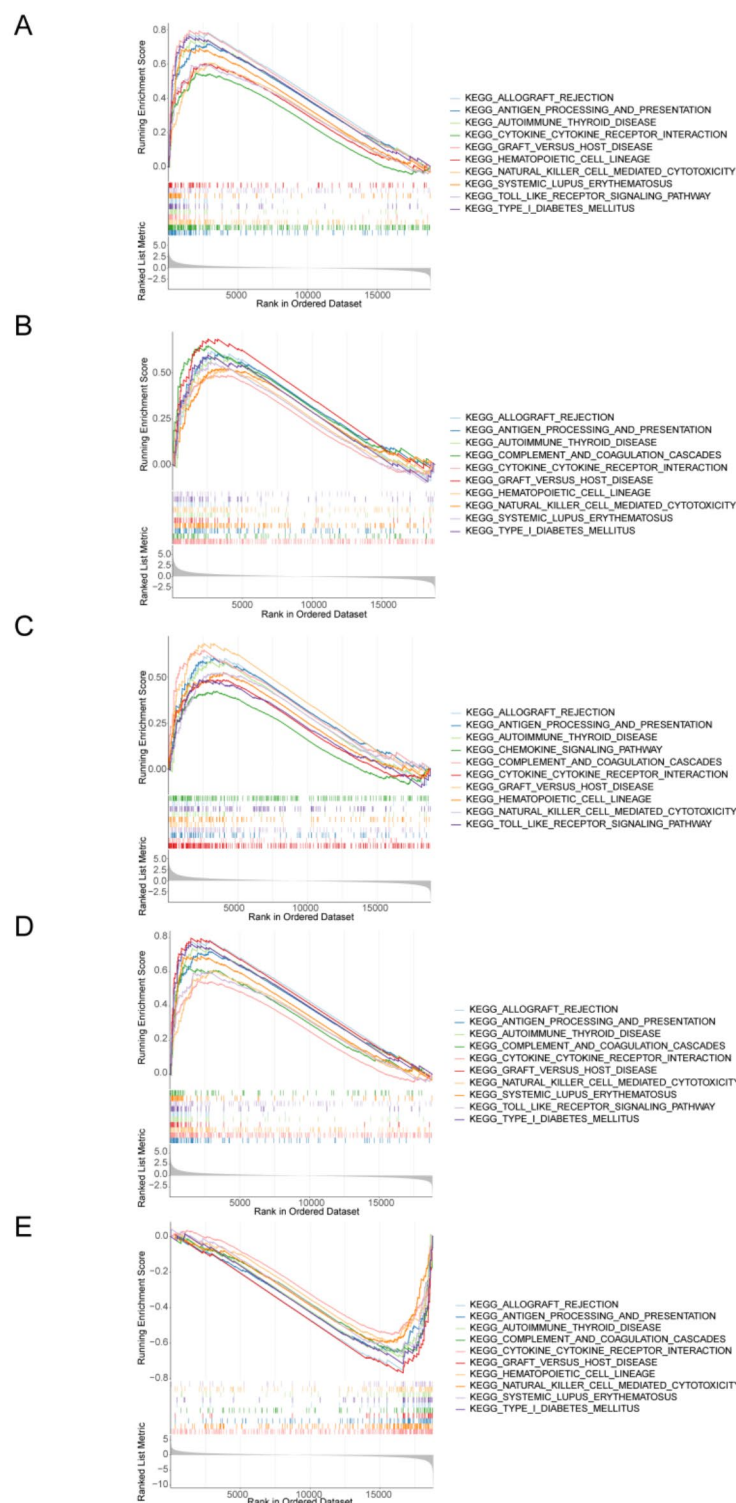 A
Running Enrichment Score
0.8
0.6
0.4
0.2
0.0
KEGG_ALLOGRAFT_REJECTION
KEGG_ANTIGEN_PROCESSING_AND_PRESENTATION
KEGG_AUTOIMMUNE_THYROID_DISEASE
KEGG_CYTOKINE_CYTOKINE_RECEPTOR_INTERACTION
KEGG_GRAFT_VERSUS_HOST_DISEASE
KEGG_HEMATOPOIETIC_CELL_LINEAGE
KEGG_NATURAL_KILLER_CELL_MEDIATED_CYTOTOXICITY
KEGG_SYSTEMIC_LUPUS_ERYTHEMATOSUS
KEGG_TOLL_LIKE_RECEPTOR_SIGNALING_PATHWAY
KEGG_TYPE_I_DIABETES_MELLITUS
Ranked List Metric
5.0
2.5
0.0
−2.5
5000 10000 15000
Rank in Ordered Dataset
B
Running Enrichment Score
0.50
0.25
0.00
KEGG_ALLOGRAFT_REJECTION
KEGG_ANTIGEN_PROCESSING_AND_PRESENTATION
KEGG_AUTOIMMUNE_THYROID_DISEASE
KEGG_COMPLEMENT_AND_COAGULATION_CASCADES
KEGG_CYTOKINE_CYTOKINE_RECEPTOR_INTERACTION
KEGG_GRAFT_VERSUS_HOST_DISEASE
KEGG_HEMATOPOIETIC_CELL_LINEAGE
KEGG_NATURAL_KILLER_CELL_MEDIATED_CYTOTOXICITY
KEGG_SYSTEMIC_LUPUS_ERYTHEMATOSUS
KEGG_TYPE_I_DIABETES_MELLITUS
Ranked List Metric
5.0
2.5
0.0
−2.5
5000 10000 15000
Rank in Ordered Dataset
C
Running Enrichment Score
0.50
0.25
0.00
KEGG_ALLOGRAFT_REJECTION
KEGG_ANTIGEN_PROCESSING_AND_PRESENTATION
KEGG_AUTOIMMUNE_THYROID_DISEASE
KEGG_CHEMOKINE_SIGNALING_PATHWAY
KEGG_COMPLEMENT_AND_COAGULATION_CASCADES
KEGG_CYTOKINE_CYTOKINE_RECEPTOR_INTERACTION
KEGG_GRAFT_VERSUS_HOST_DISEASE
KEGG_HEMATOPOIETIC_CELL_LINEAGE
KEGG_NATURAL_KILLER_CELL_MEDIATED_CYTOTOXICITY
KEGG_TOLL_LIKE_RECEPTOR_SIGNALING_PATHWAY
Ranked List Metric
5.0
2.5
0.0
−2.5
5000 10000 15000
Rank in Ordered Dataset
D
Running Enrichment Score
0.8
0.6
0.4
0.2
0.0
KEGG_ALLOGRAFT_REJECTION
KEGG_ANTIGEN_PROCESSING_AND_PRESENTATION
KEGG_AUTOIMMUNE_THYROID_DISEASE
KEGG_COMPLEMENT_AND_COAGULATION_CASCADES
KEGG_CYTOKINE_CYTOKINE_RECEPTOR_INTERACTION
KEGG_GRAFT_VERSUS_HOST_DISEASE
KEGG_NATURAL_KILLER_CELL_MEDIATED_CYTOTOXICITY
KEGG_SYSTEMIC_LUPUS_ERYTHEMATOSUS
KEGG_TOLL_LIKE_RECEPTOR_SIGNALING_PATHWAY
KEGG_TYPE_I_DIABETES_MELLITUS
Ranked List Metric
5.0
2.5
0.0
−2.5
5000 10000 15000
Rank in Ordered Dataset
E
Running Enrichment Score
0.0
−0.2
−0.4
−0.6
−0.8
KEGG_ALLOGRAFT_REJECTION
KEGG_ANTIGEN_PROCESSING_AND_PRESENTATION
KEGG_AUTOIMMUNE_THYROID_DISEASE
KEGG_COMPLEMENT_AND_COAGULATION_CASCADES
KEGG_CYTOKINE_CYTOKINE_RECEPTOR_INTERACTION
KEGG_GRAFT_VERSUS_HOST_DISEASE
KEGG_HEMATOPOIETIC_CELL_LINEAGE
KEGG_NATURAL_KILLER_CELL_MEDIATED_CYTOTOXICITY
KEGG_SYSTEMIC_LUPUS_ERYTHEMATOSUS
KEGG_TYPE_I_DIABETES_MELLITUS
Ranked List Metric
5
0
−5
−10
5000 10000 15000
Rank in Ordered Dataset